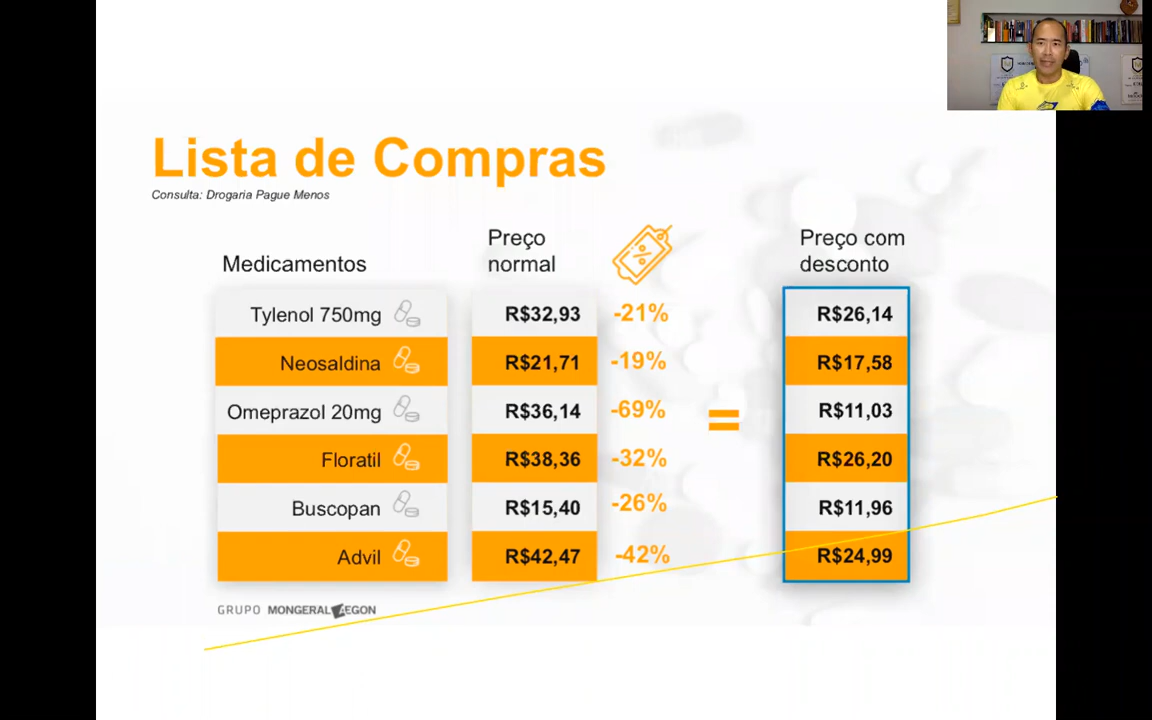 Lista de Compras
Consulta: Drogaria Pague Menos
Medicamentos
Preço
normal
Preço com
desconto
Tylenol 750mg R$32,93 -21% R$26,14
Neosaldina R$21,71 -19% R$17,58
Omeprazol 20mg R$36,14 -69% = R$11,03
Floratil R$38,36 -32% R$26,20
Buscopan R$15,40 -26% R$11,96
Advil R$42,47 -42% R$24,99
GRUPO MONGERAL AEGON